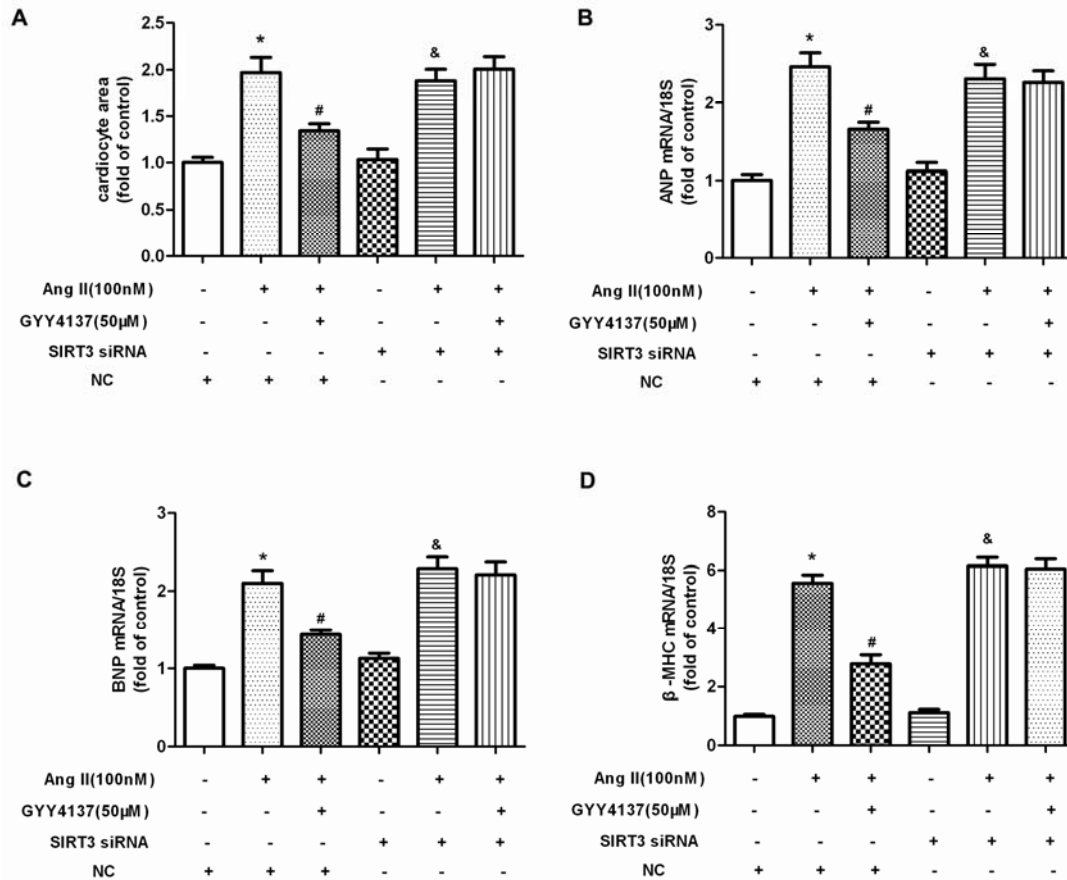 A
cardiocyte area
(fold of control)
2.5
2.0
1.5
1.0
0.5
0.0
*
#
&
Ang II(100nM) - + + - + +
GYY4137(50µM) - - + - - +
SIRT3 siRNA - - - + + +
NC + + + - - -
B
ANP mRNA/18S
(fold of control)
3
2
1
0
*
#
&
Ang II(100nM) - + + - + +
GYY4137(50µM) - - + - - +
SIRT3 siRNA - - - + + +
NC + + + - - -
C
BNP mRNA/18S
(fold of control)
3
2
1
0
*
#
&
Ang II(100nM) - + + - + +
GYY4137(50µM) - - + - - +
SIRT3 siRNA - - - + + +
NC + + + - - -
D
β -MHC mRNA/18S
(fold of control)
8
6
4
2
0
*
#
&
Ang II(100nM) - + + - + +
GYY4137(50µM) - - + - - +
SIRT3 siRNA - - - + + +
NC + + + - - -